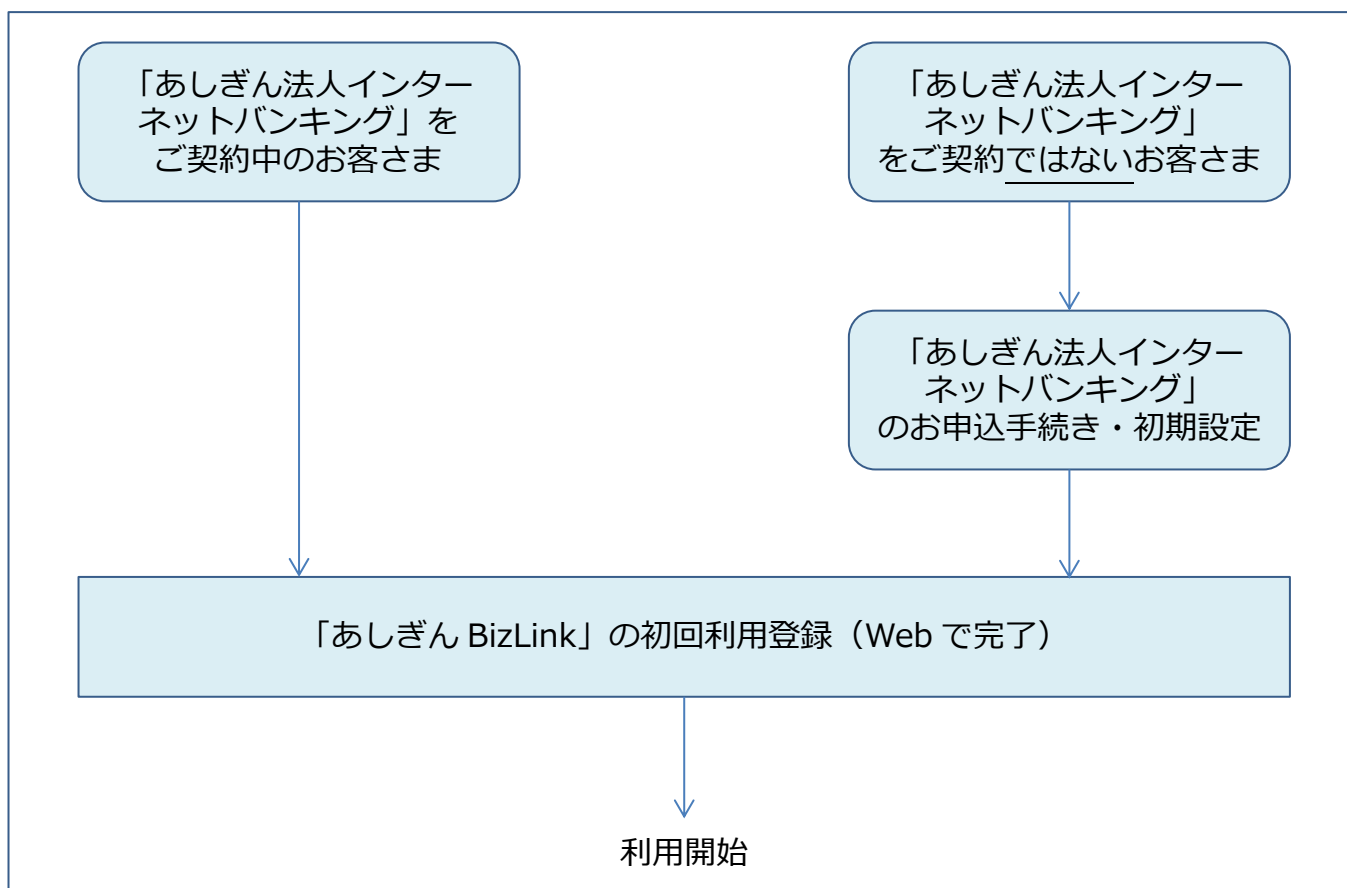 「あしぎん法人インター
ネットバンキング」を
ご契約中のお客さま
「あしぎん法人インター
ネットバンキング」
をご契約ではないお客さま
「あしぎん法人インター
ネットバンキング」
のお申込手続き・初期設定
「あしぎん BizLink」の初回利用登録（Web で完了）
利用開始